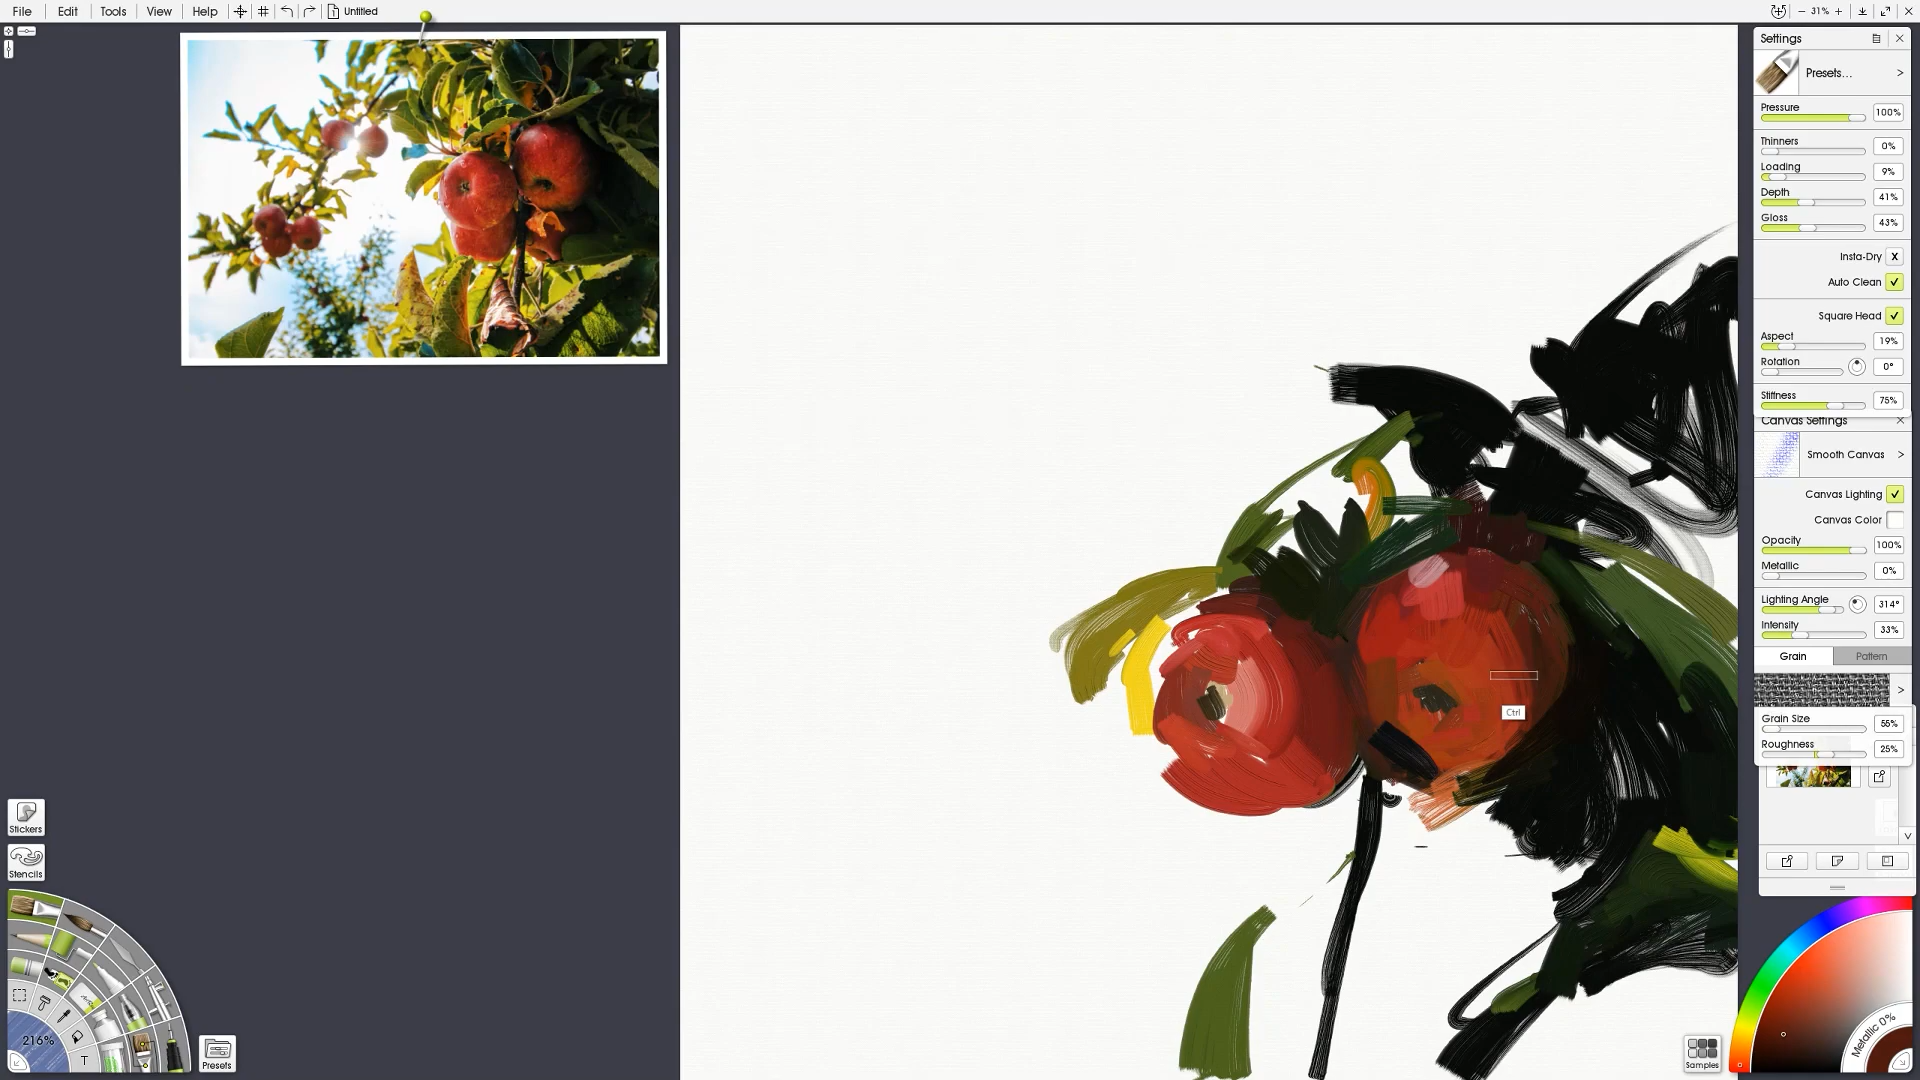 File Edit Tools View Help Untitled 31%
Settings
Presets...
Pressure 100%
Thinners 0%
Loading 9%
Depth 41%
Gloss 43%
Insta-Dry X
Auto Clean
Square Head
Aspect 19%
Rotation 0°
Stiffness 75%
Canvas Settings
Smooth Canvas
Canvas Lighting
Canvas Color
Opacity 100%
Metallic 0%
Lighting Angle 314°
Intensity 33%
Grain Pattern
Ctrl
Grain Size 55%
Roughness 25%
Stickers
Stencils
216%
T
Presets
Samples
Metallic 0%